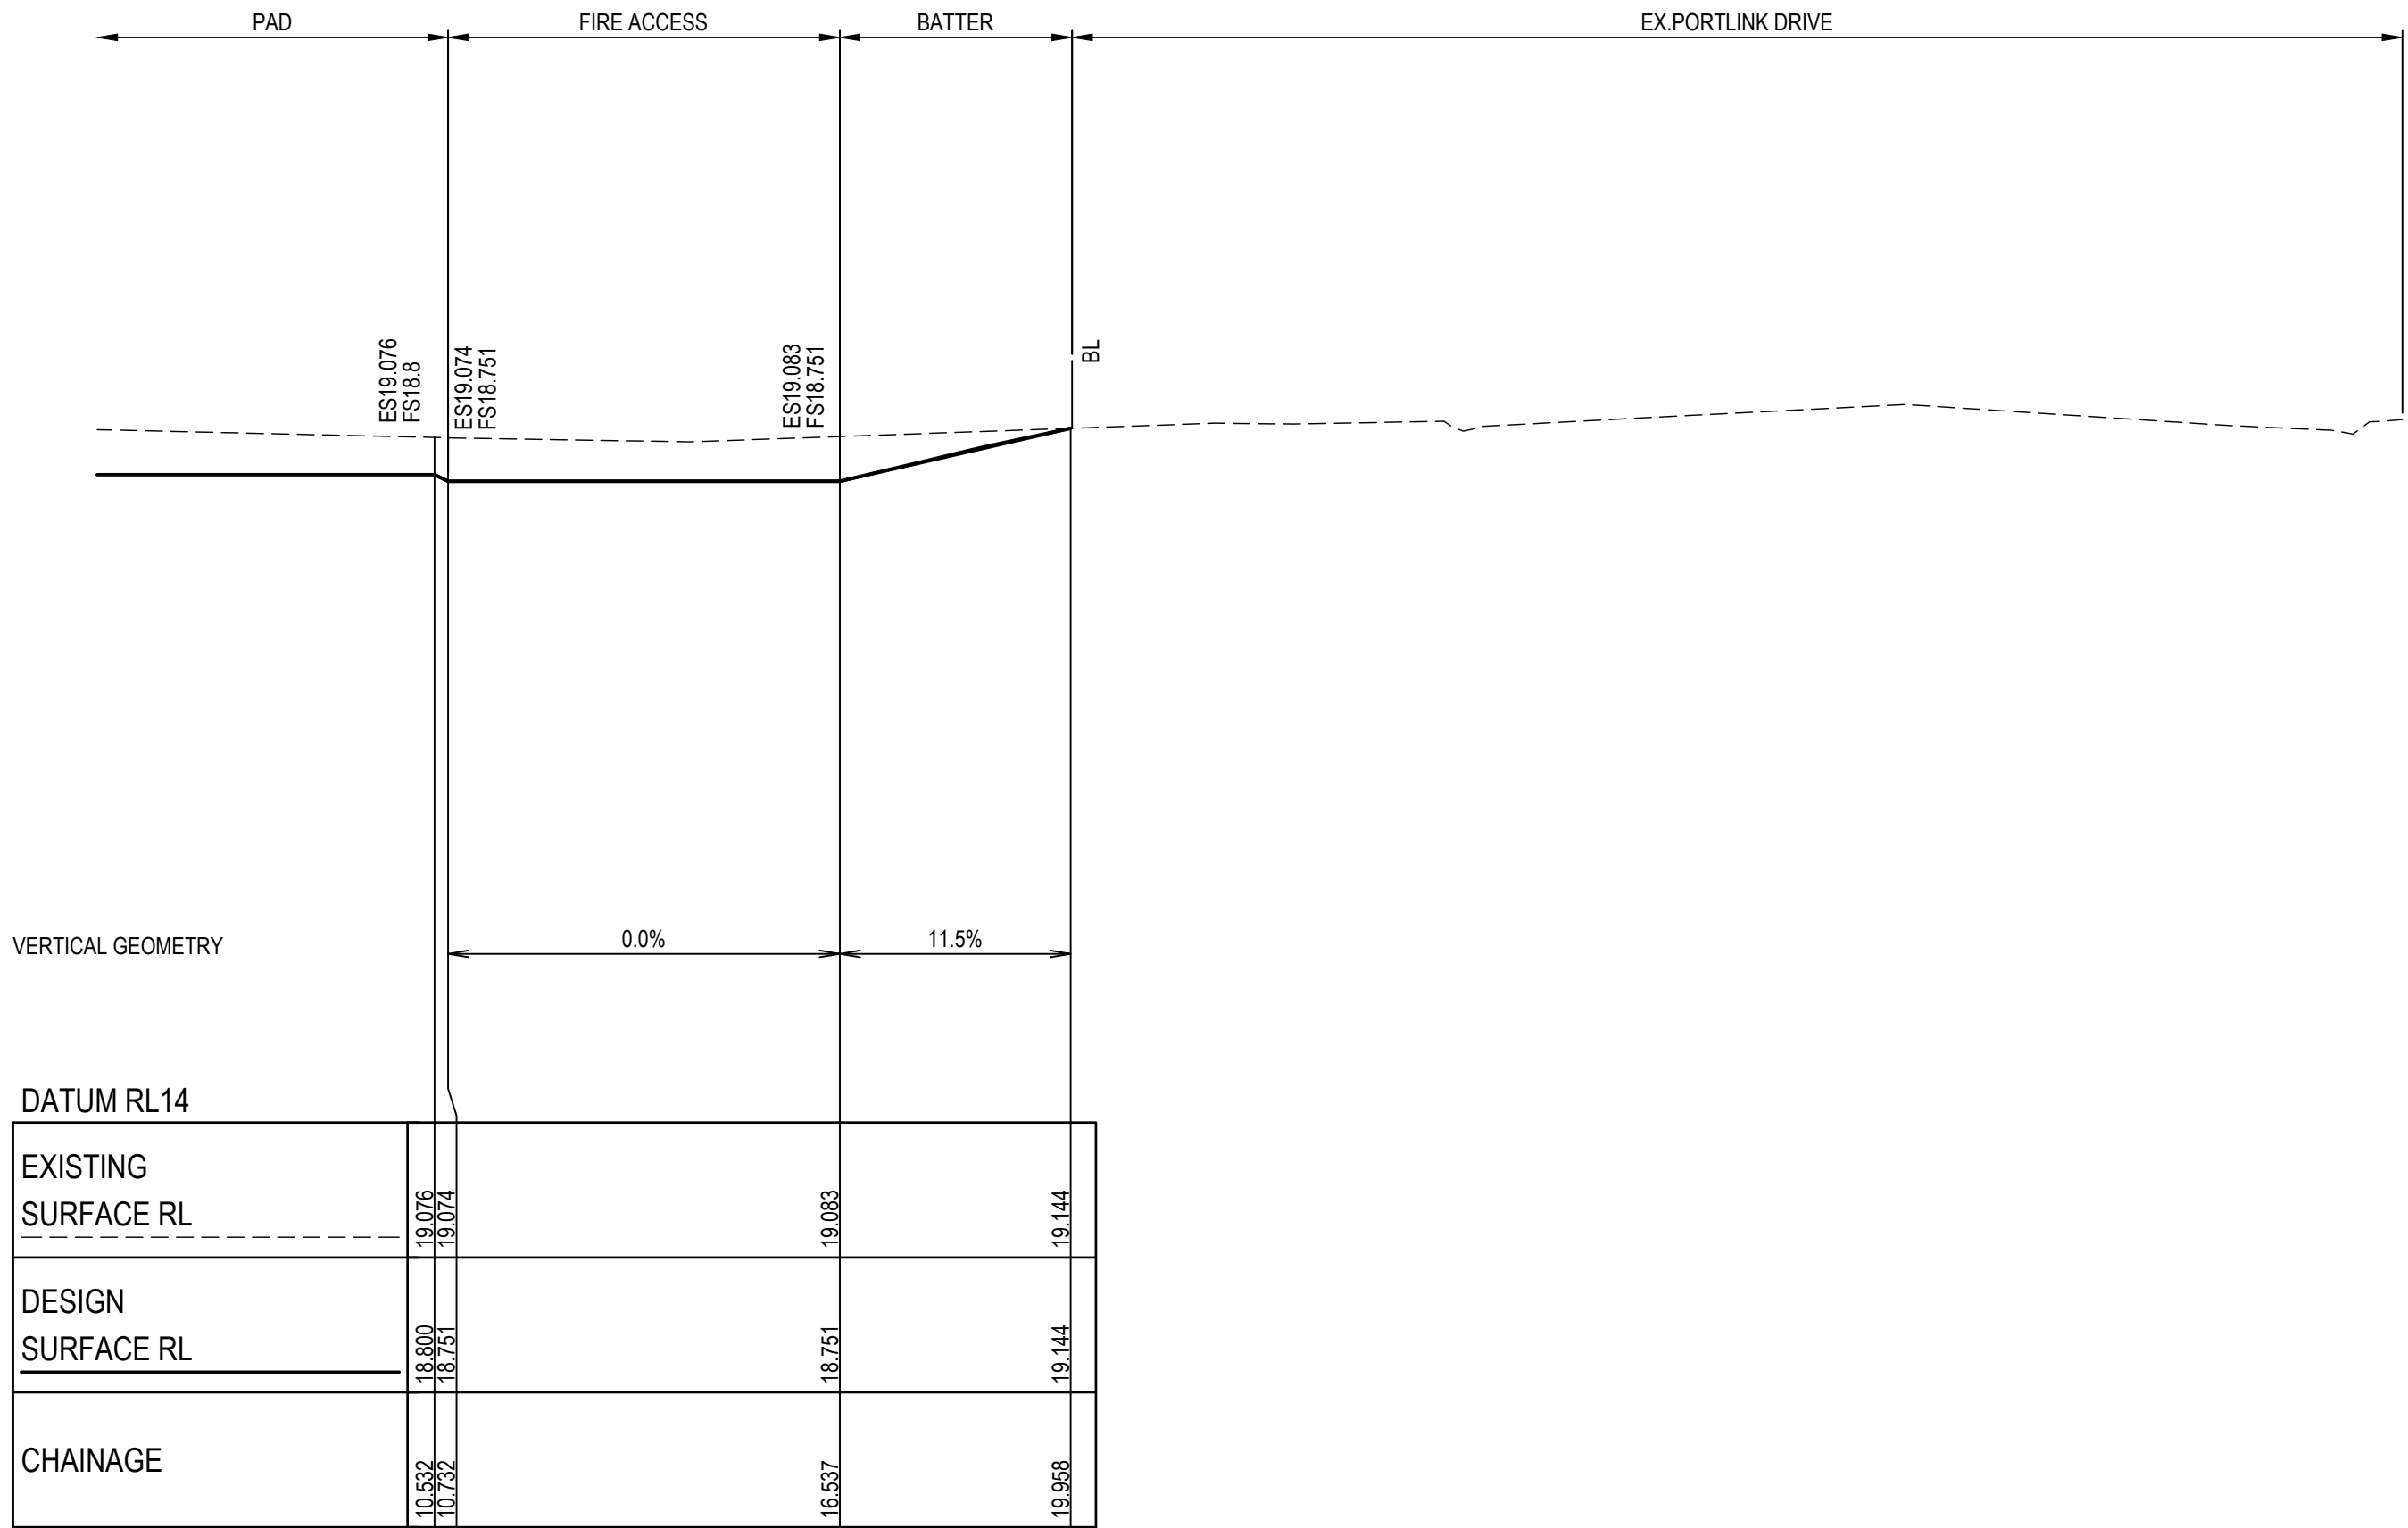 PAD
FIRE ACCESS
BATTER
EX.PORTLINK DRIVE
ES19.076
FS18.8
ES19.074
FS18.751
ES19.083
FS18.751
BL
VERTICAL GEOMETRY
0.0%
11.5%
DATUM RL14
EXISTING
SURFACE RL
19.076
19.074
19.083
19.144
DESIGN
SURFACE RL
18.800
18.751
18.751
19.144
CHAINAGE
10.532
10.732
16.537
19.958